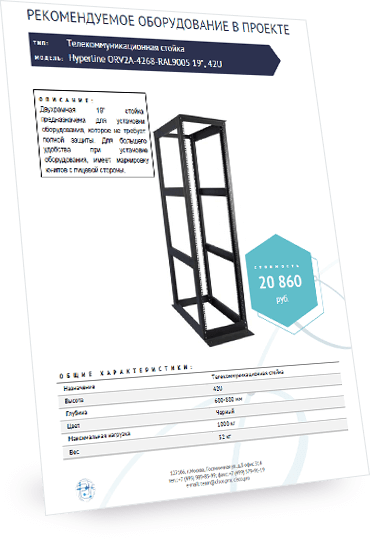 РЕКОМЕНДУЕМОЕ ОБОРУДОВАНИЕ В ПРОЕКТЕ
ТИП: Телекоммуникационная стойка
МОДЕЛЬ: Hyperline ORV2A-4268-RAL9005 19", 42U
ОПИСАНИЕ:
Двухрамная 19" стойка
предназначена для установки
оборудования, которое не требует
полной защиты. Для большего
удобства при установке
оборудования, имеет маркировку
юнитов с лицевой стороны.
СТОИМОСТЬ
20 860
руб.
ОБЩИЕ ХАРАКТЕРИСТИКИ:
Назначение Телекоммуникационная стойка
Высота 42U
Глубина 600-800 мм
Цвет Черный
Максимальная нагрузка 1000 кг
Вес 52 кг